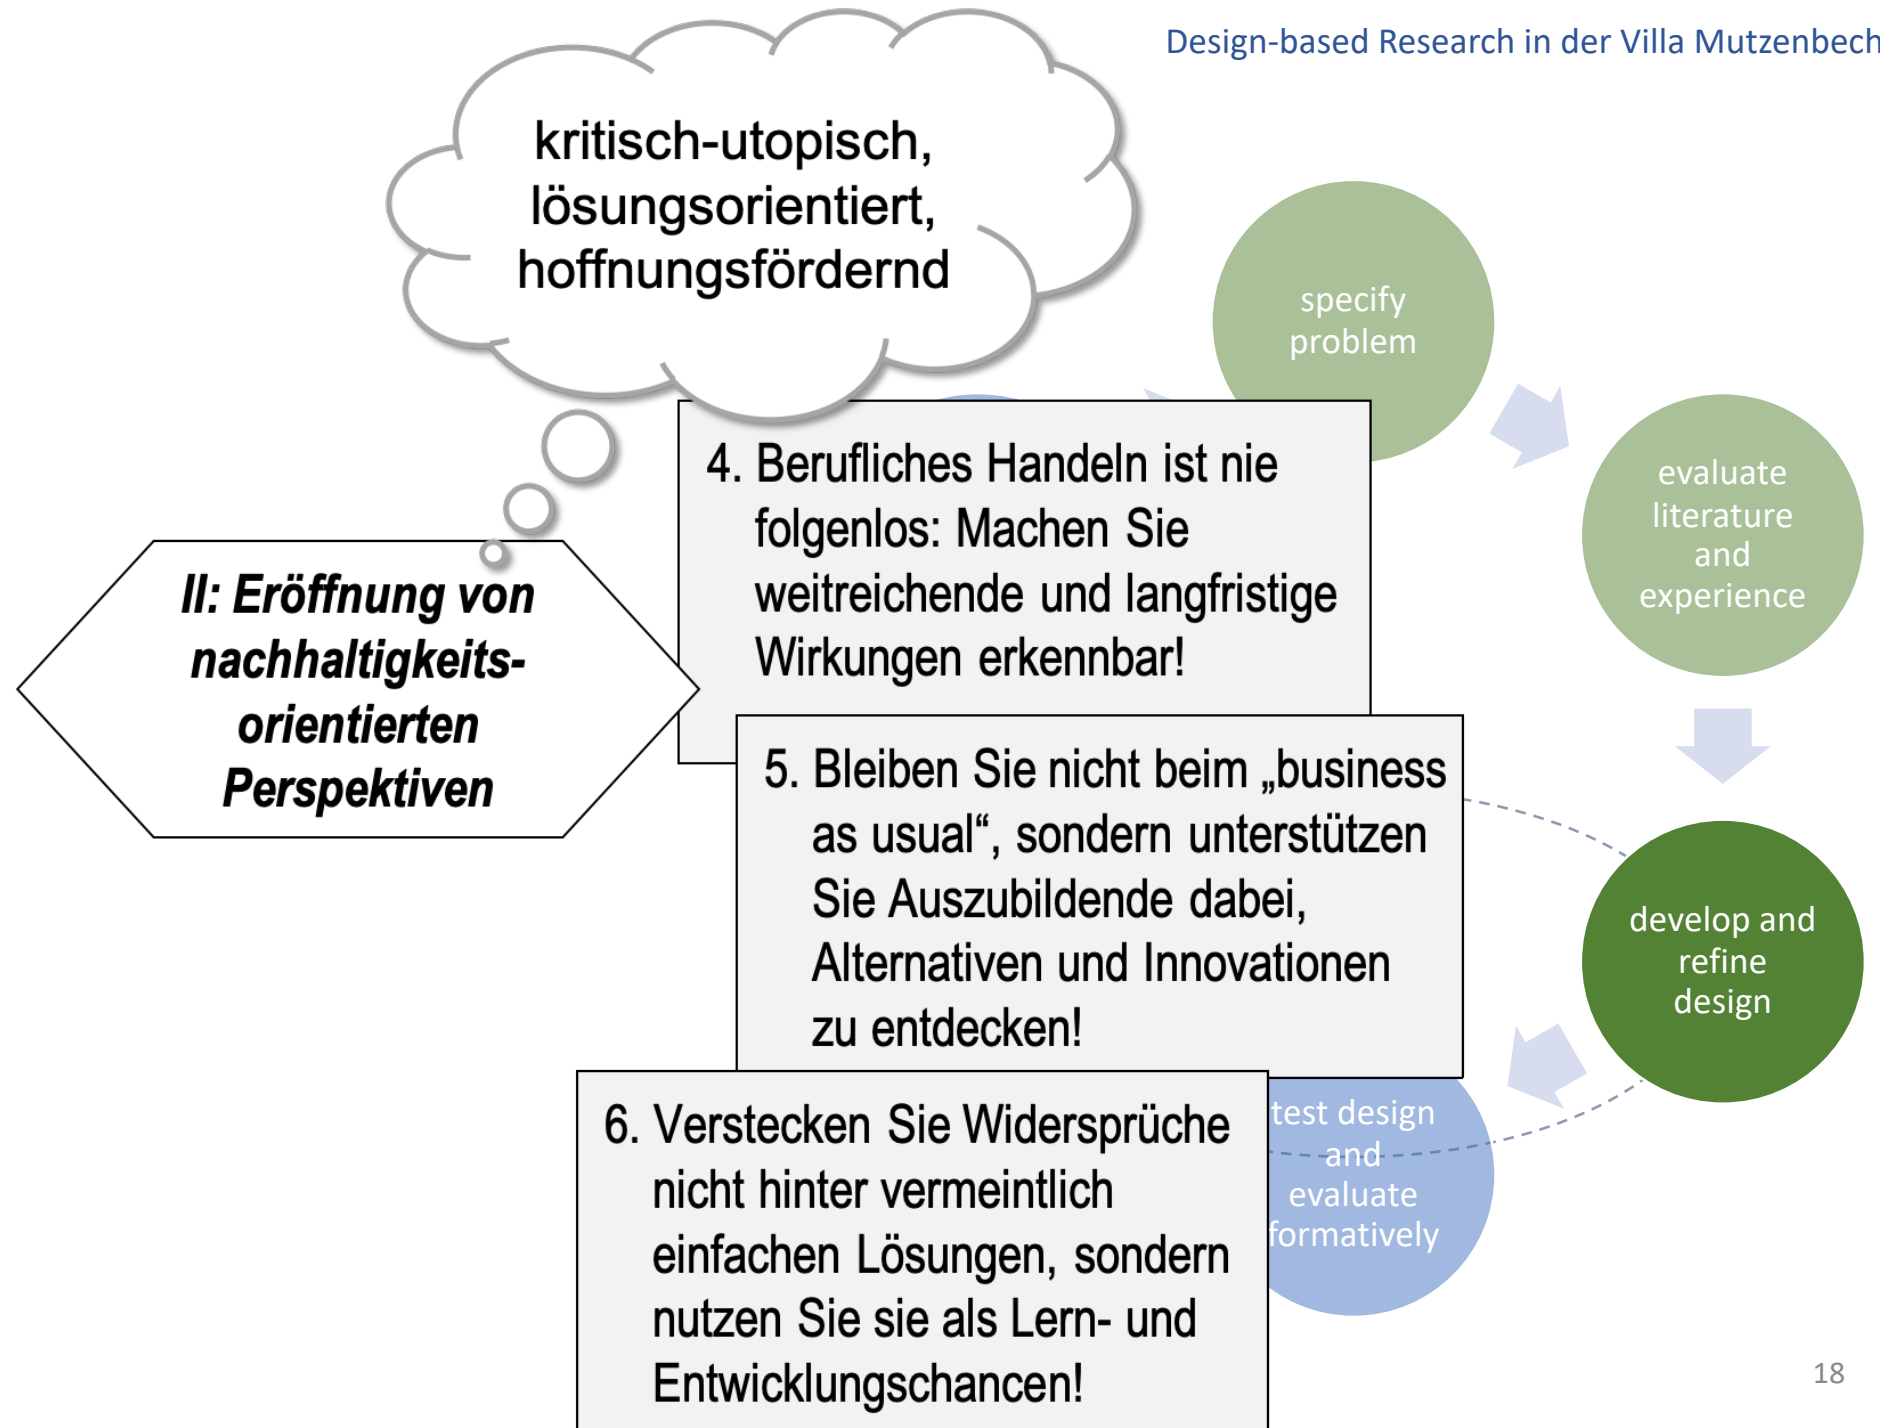 Design-based Research in der Villa Mutzenbech
kritisch-utopisch,
lösungsorientiert,
hoffnungsfördernd
specify
problem
evaluate
literature
and
experience
develop and
refine
design
test design
and
evaluate
formatively
II: Eröffnung von
nachhaltigkeits-
orientierten
Perspektiven
4. Berufliches Handeln ist nie
folgenlos: Machen Sie
weitreichende und langfristige
Wirkungen erkennbar!
5. Bleiben Sie nicht beim „business
as usual“, sondern unterstützen
Sie Auszubildende dabei,
Alternativen und Innovationen
zu entdecken!
6. Verstecken Sie Widersprüche
nicht hinter vermeintlich
einfachen Lösungen, sondern
nutzen Sie sie als Lern- und
Entwicklungschancen!
18